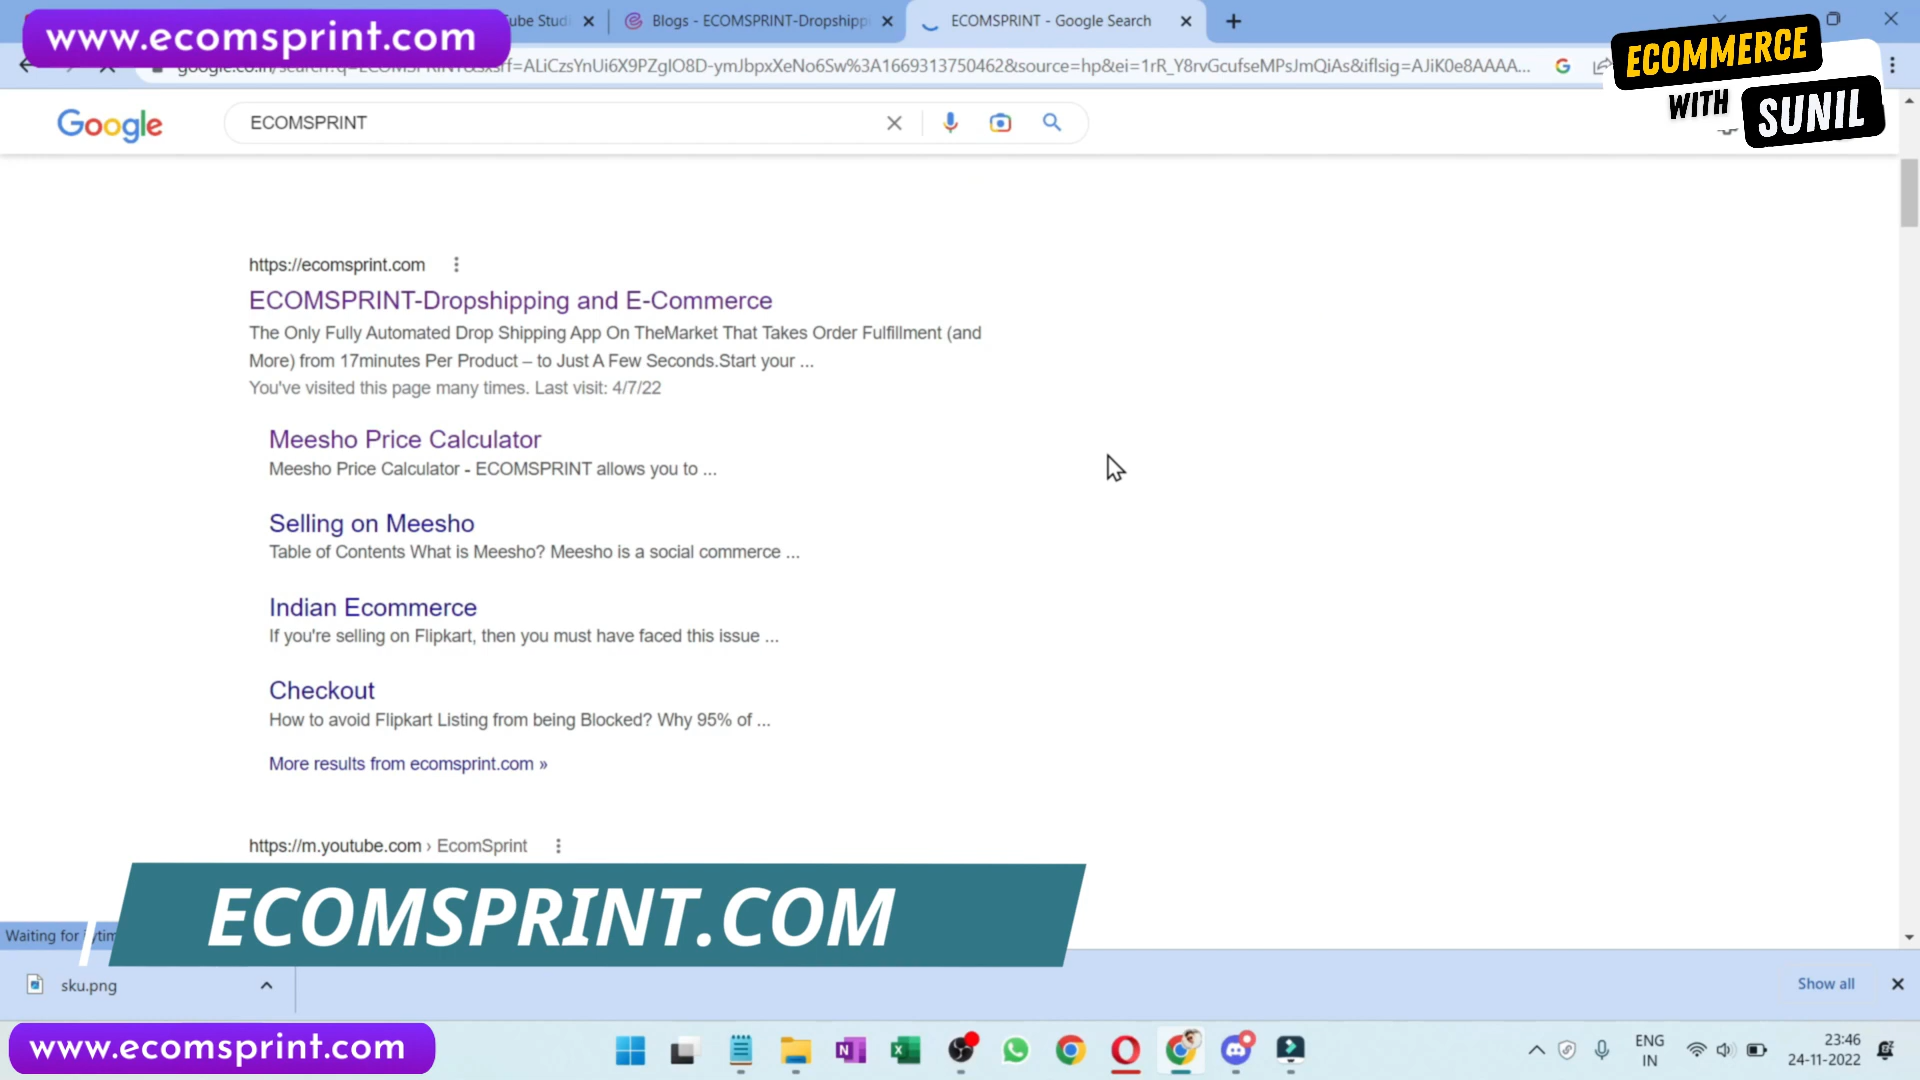 www.ecomsprint.com
ube Studi
Blogs - ECOMSPRINT-Dropshippi
ECOMSPRINT - Google Search
ECOMMERCE
WITH SUNIL
Google
ECOMSPRINT
https://ecomsprint.com
ECOMSPRINT-Dropshipping and E-Commerce
The Only Fully Automated Drop Shipping App On TheMarket That Takes Order Fulfillment (and
More) from 17minutes Per Product – to Just A Few Seconds.Start your ...
You've visited this page many times. Last visit: 4/7/22
Meesho Price Calculator
Meesho Price Calculator - ECOMSPRINT allows you to ...
Selling on Meesho
Table of Contents What is Meesho? Meesho is a social commerce ...
Indian Ecommerce
If you're selling on Flipkart, then you must have faced this issue ...
Checkout
How to avoid Flipkart Listing from being Blocked? Why 95% of ...
More results from ecomsprint.com »
https://m.youtube.com › EcomSprint
ECOMSPRINT.COM
Waiting for
sku.png
Show all
www.ecomsprint.com
ENG
IN
23:46
24-11-2022